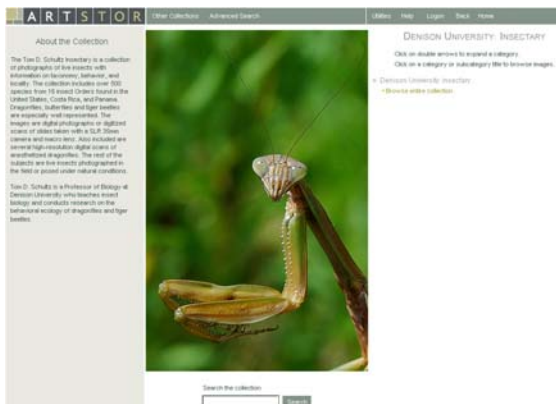 ARTSTOR
Other Collections Advanced Search
Utilities Help Logon Back Home
About the Collection
The Tom D. Schultz Insectary is a collection
of photographs of live insects with
information on taxonomy, behavior, and
locality. The collection includes over 500
species from 16 insect Orders found in the
United States, Costa Rica, and Panama.
Dragonflies, butterflies and tiger beetles
are especially well represented. The
images are digital photographs or digitized
scans of slides taken with a SLR 35mm
camera and macro lens. Also included are
several high-resolution digital scans of
anesthetized dragonflies. The rest of the
subjects are live insects photographed in
the field or posed under natural conditions.
Tom D. Schultz is a Professor of Biology at
Denison University who teaches insect
biology and conducts research on the
behavioral ecology of dragonflies and tiger
beetles.
DENISON UNIVERSITY: INSECTARY
Click on double arrows to expand a category.
Click on a category or subcategory title to browse images.
Denison University: Insectary
Browse entire collection
Search the collection:
Search